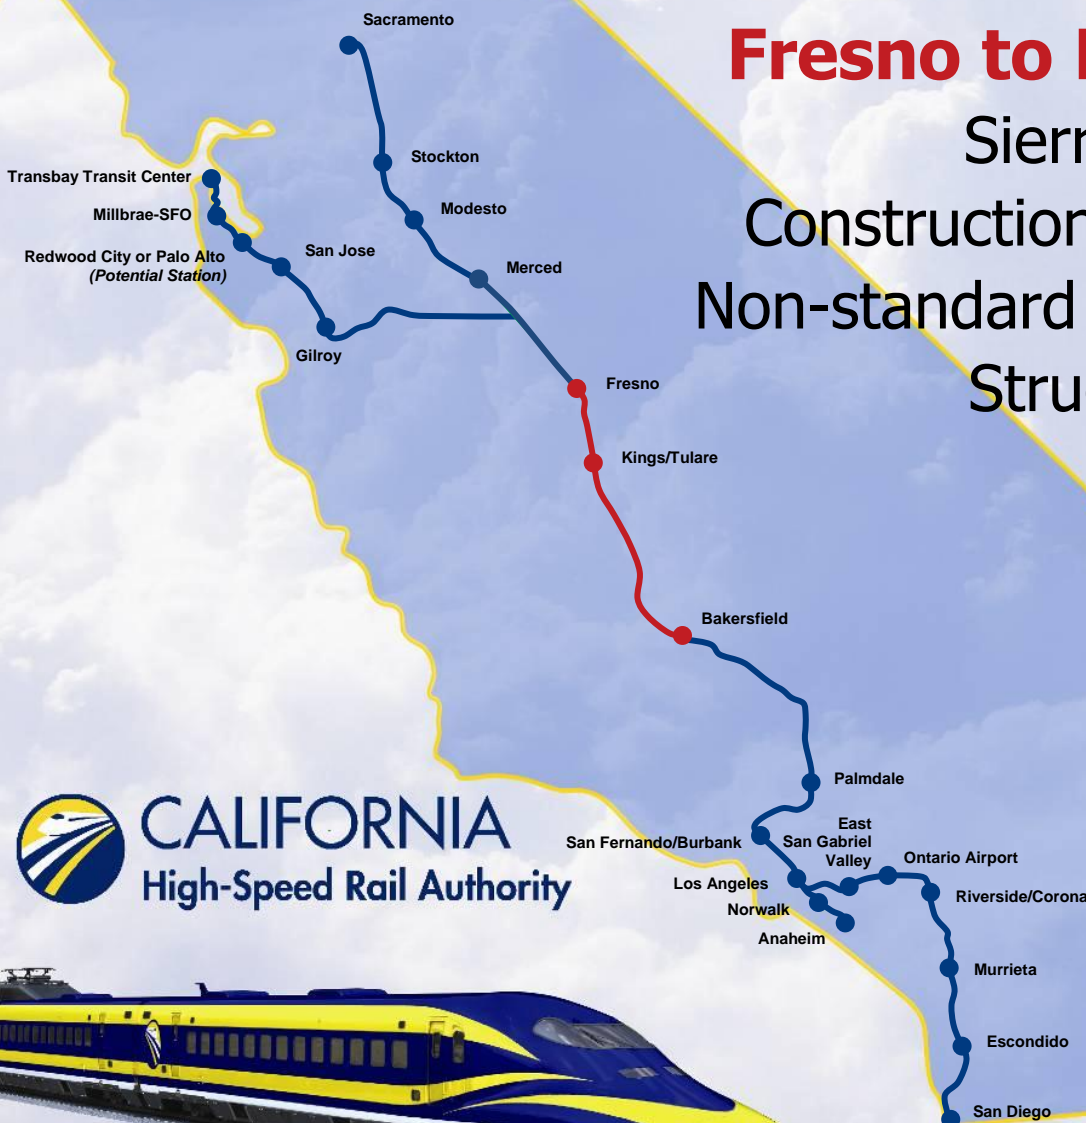 Sacramento
Fresno to
Sierr
Stockton
Transbay Transit Center
Modesto
Millbrae-SFO
Construction
San Jose
Redwood City or Palo Alto
(Potential Station)
Merced
Non-standard
Gilroy
Fresno
Stru
Kings/Tulare
Bakersfield
Palmdale
CALIFORNIA
High-Speed Rail Authority
East
San Gabriel
Valley
San Fernando/Burbank
Ontario Airport
Los Angeles
Riverside/Corona
Norwalk
Anaheim
Murrieta
Escondido
San Diego